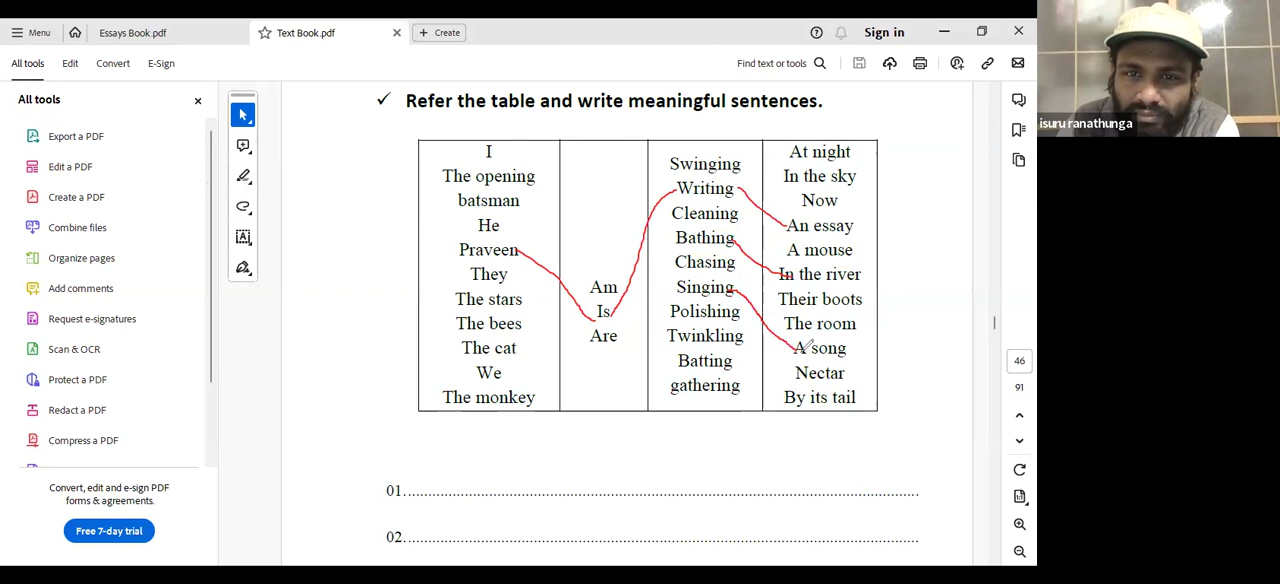 Menu
Essays Book.pdf
Text Book.pdf
Create
Sign in
All tools
Edit
Convert
E-Sign
Find text or tools
All tools
Export a PDF
Edit a PDF
Create a PDF
Combine files
Organize pages
Add comments
Request e-signatures
Scan & OCR
Protect a PDF
Redact a PDF
Compress a PDF
Convert, edit and e-sign PDF
forms & agreements.
Free 7-day trial
✓ Refer the table and write meaningful sentences.
I
The opening
batsman
He
Praveen
They
The stars
The bees
The cat
We
The monkey
Am
Is
Are
Swinging
Writing
Cleaning
Bathing
Chasing
Singing
Polishing
Twinkling
Batting
gathering
At night
In the sky
Now
An essay
A mouse
In the river
Their boots
The room
A song
Nectar
By its tail
01.
02.
46
91
isuru ranathunga